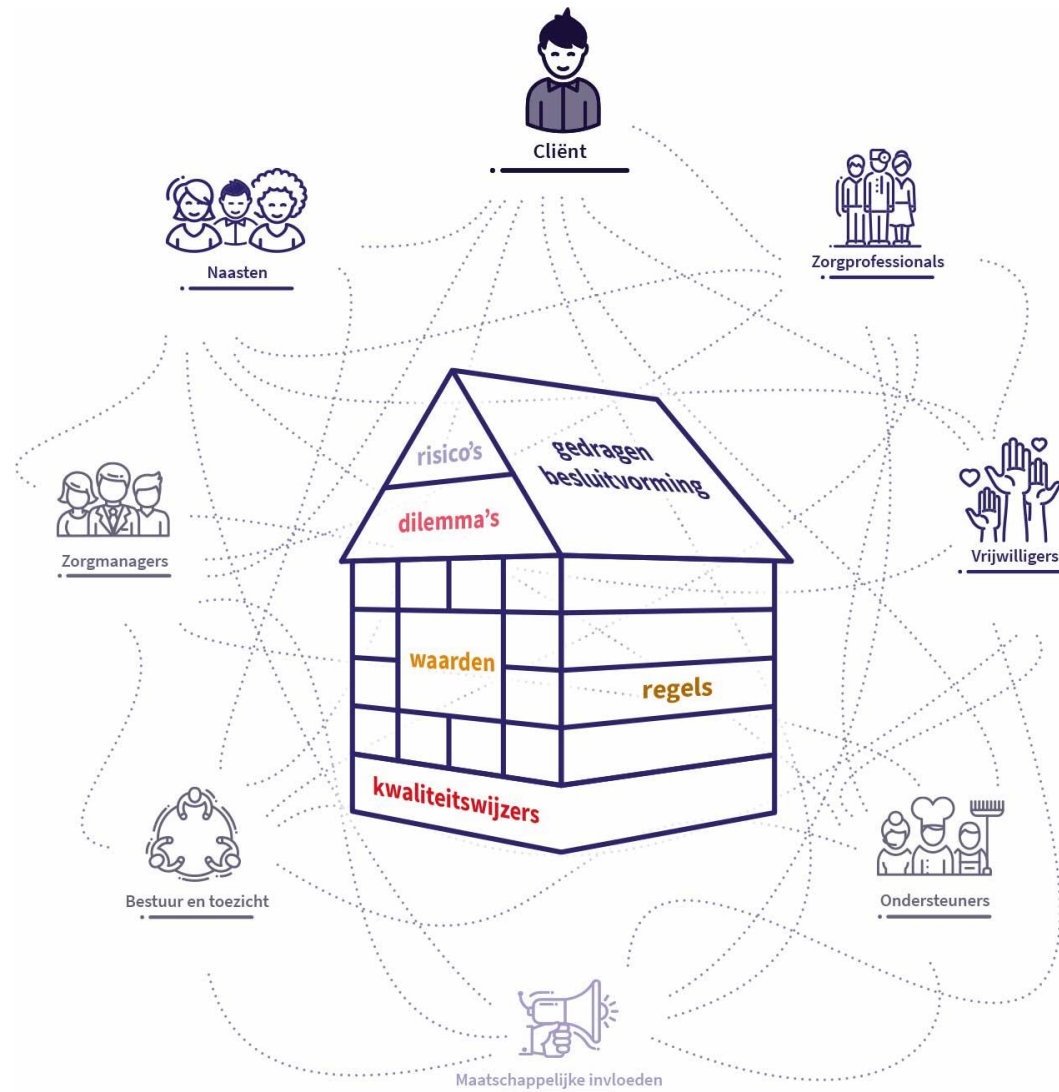 Cliënt
Naasten
Zorgprofessionals
risico's
gedragen
besluitvorming
dilemma's
Zorgmanagers
Vrijwilligers
waarden
regels
kwaliteitswijzers
Bestuur en toezicht
Ondersteuners
Maatschappelijke invloeden